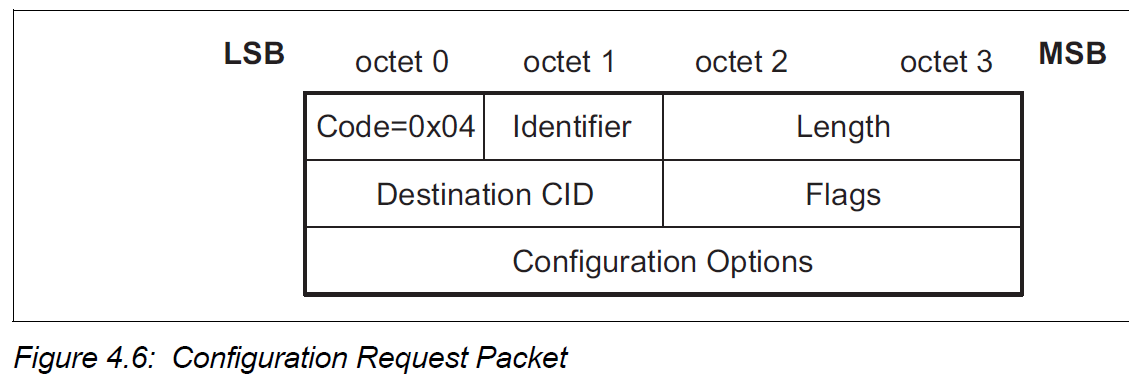 LSB octet 0 octet 1 octet 2 octet 3 MSB
Code=0x04 Identifier Length
Destination CID Flags
Configuration Options
Figure 4.6: Configuration Request Packet